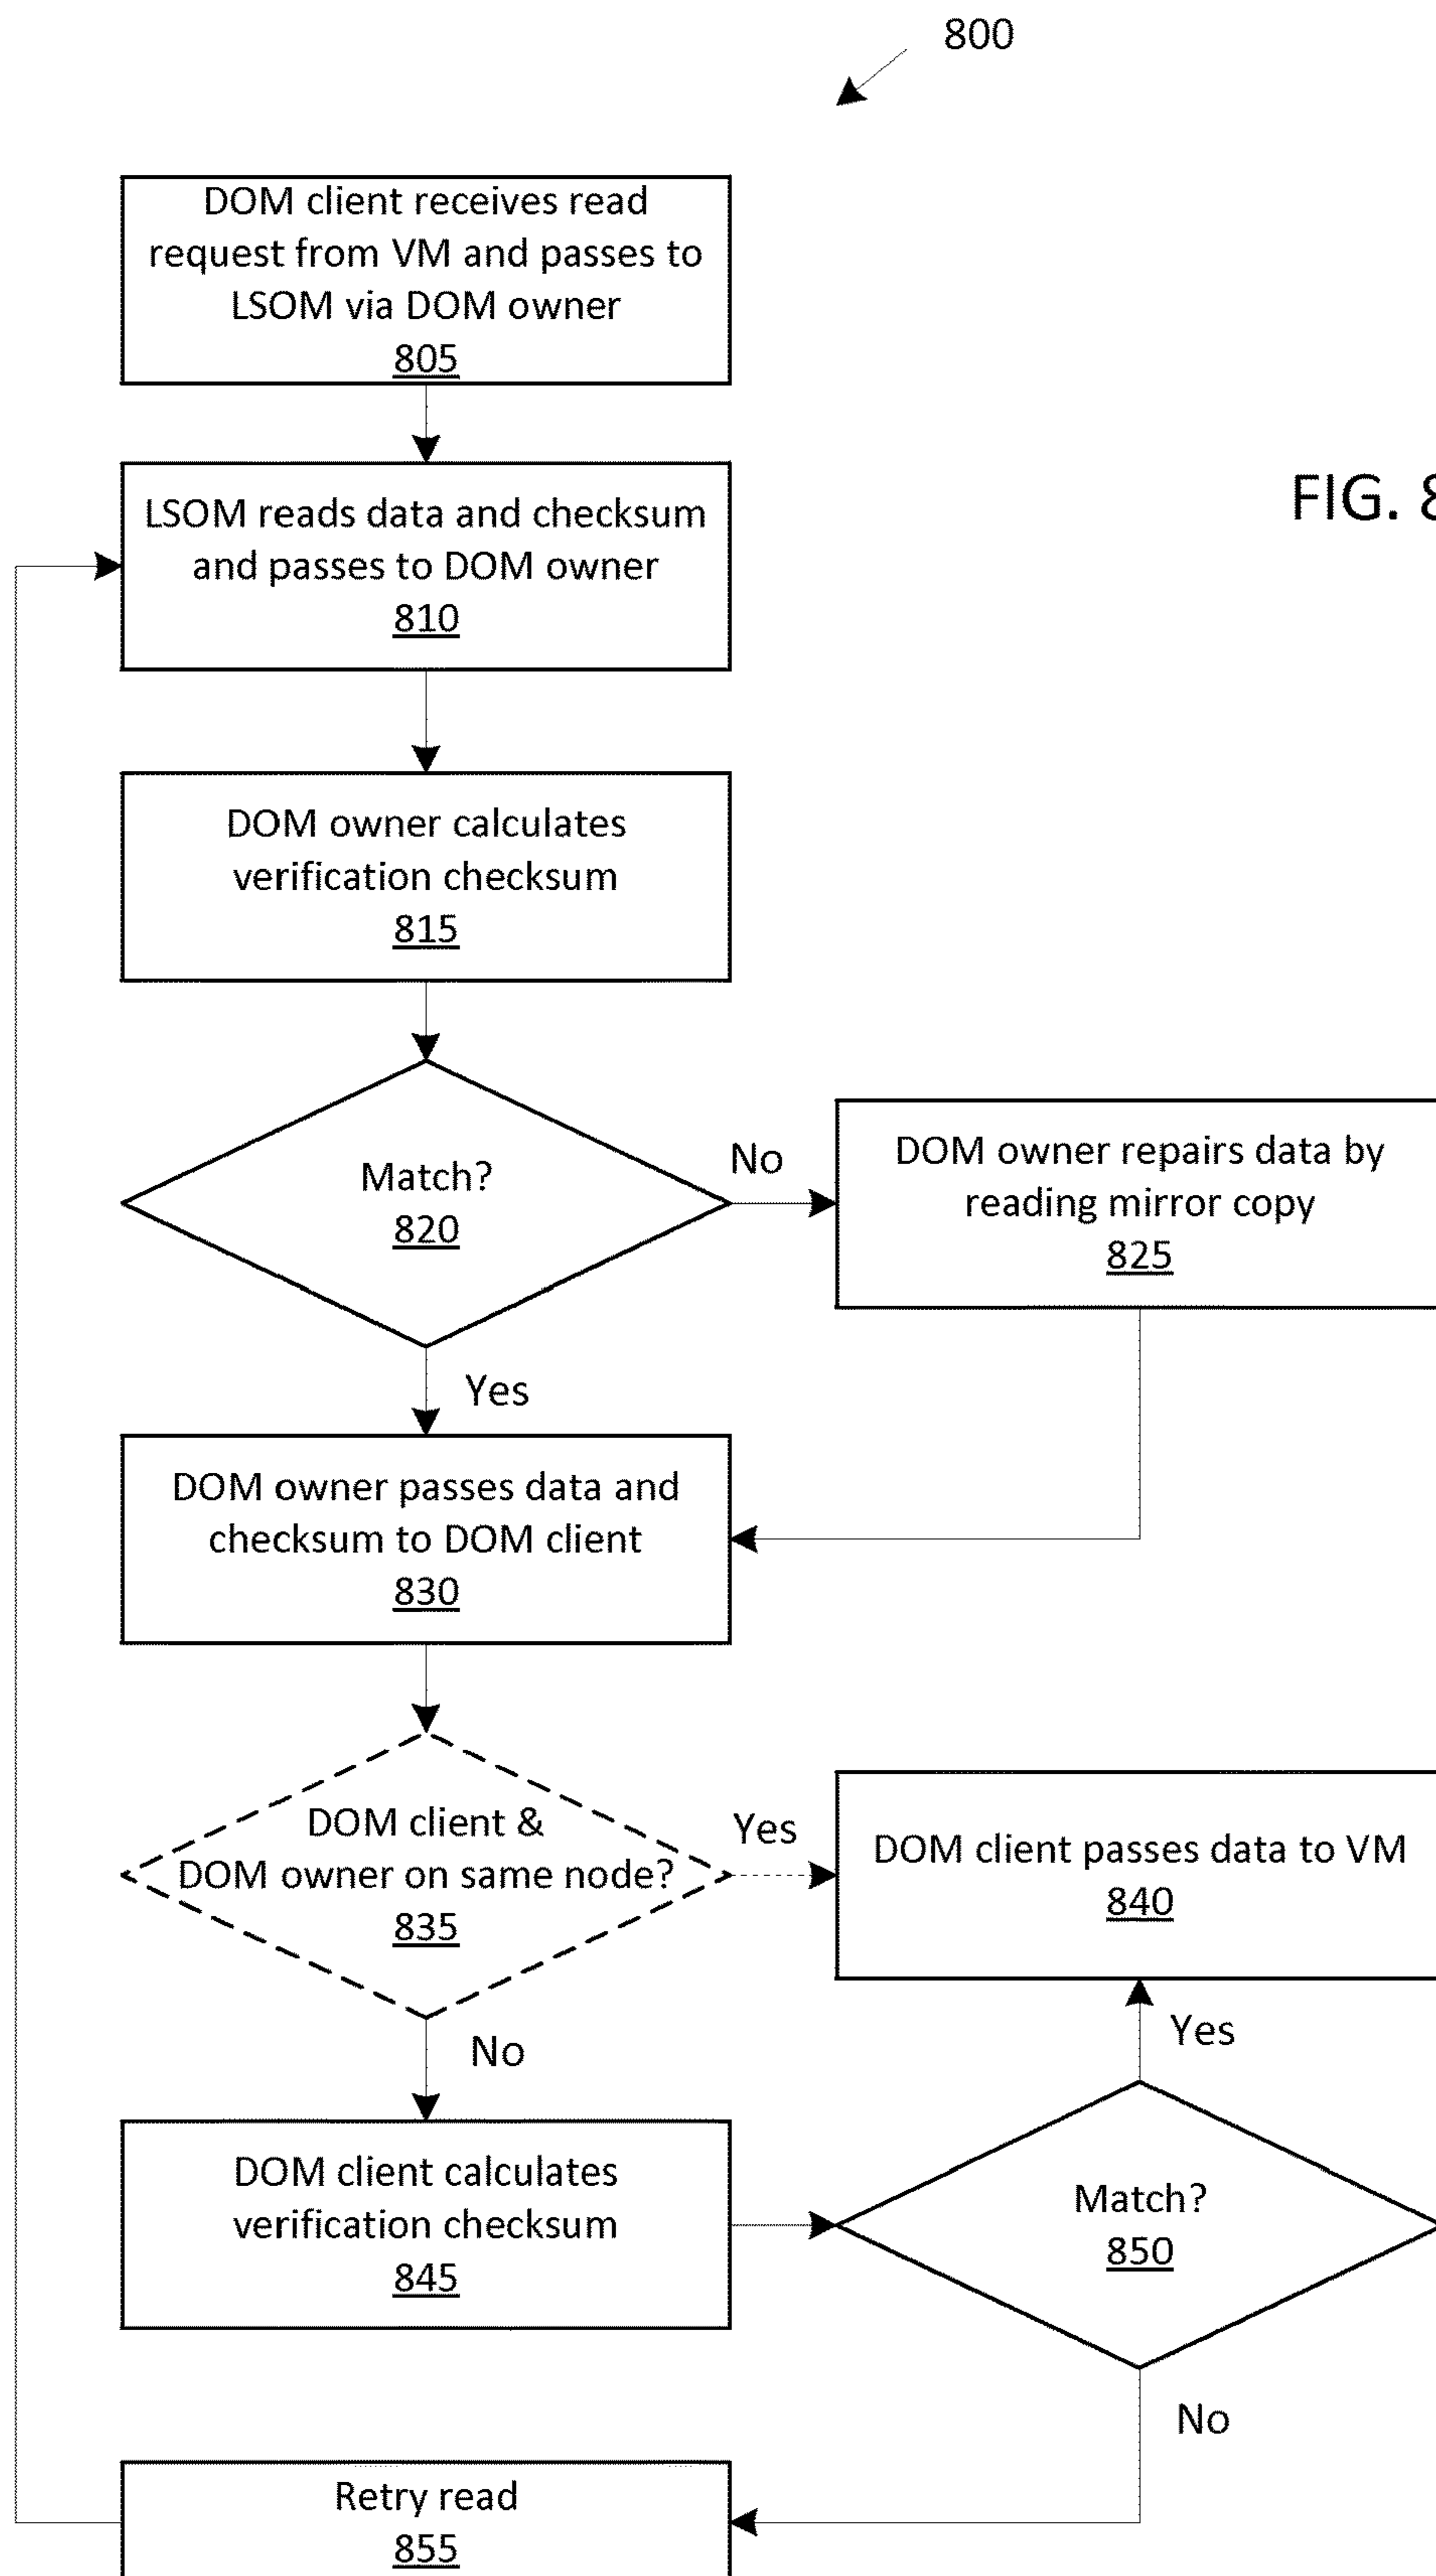 800
DOM client receives read
request from VM and passes to
LSOM via DOM owner
805
LSOM reads data and checksum
and passes to DOM owner
810
FIG. 8
DOM owner calculates
verification checksum
815
Match?
820
No
DOM owner repairs data by
reading mirror copy
825
Yes
DOM owner passes data and
checksum to DOM client
830
DOM client &
DOM owner on same node?
835
Yes
DOM client passes data to VM
840
No
Yes
DOM client calculates
verification checksum
845
Match?
850
No
Retry read
855